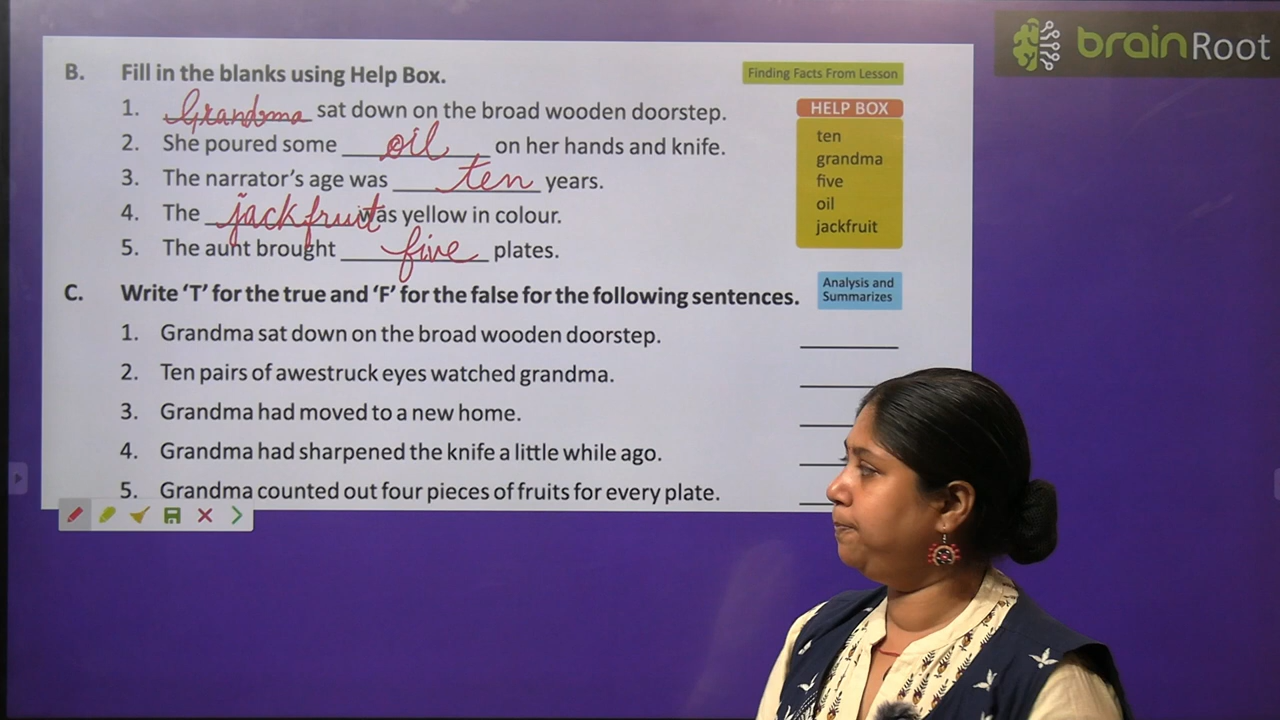 brainRoot
B. Fill in the blanks using Help Box.
Finding Facts From Lesson
1. Grandma sat down on the broad wooden doorstep.
2. She poured some oil on her hands and knife.
3. The narrator's age was ten years.
4. The jackfruit was yellow in colour.
5. The aunt brought five plates.
HELP BOX
ten
grandma
five
oil
jackfruit
C. Write 'T' for the true and 'F' for the false for the following sentences.
Analysis and
Summarizes
1. Grandma sat down on the broad wooden doorstep.
2. Ten pairs of awestruck eyes watched grandma.
3. Grandma had moved to a new home.
4. Grandma had sharpened the knife a little while ago.
5. Grandma counted out four pieces of fruits for every plate.